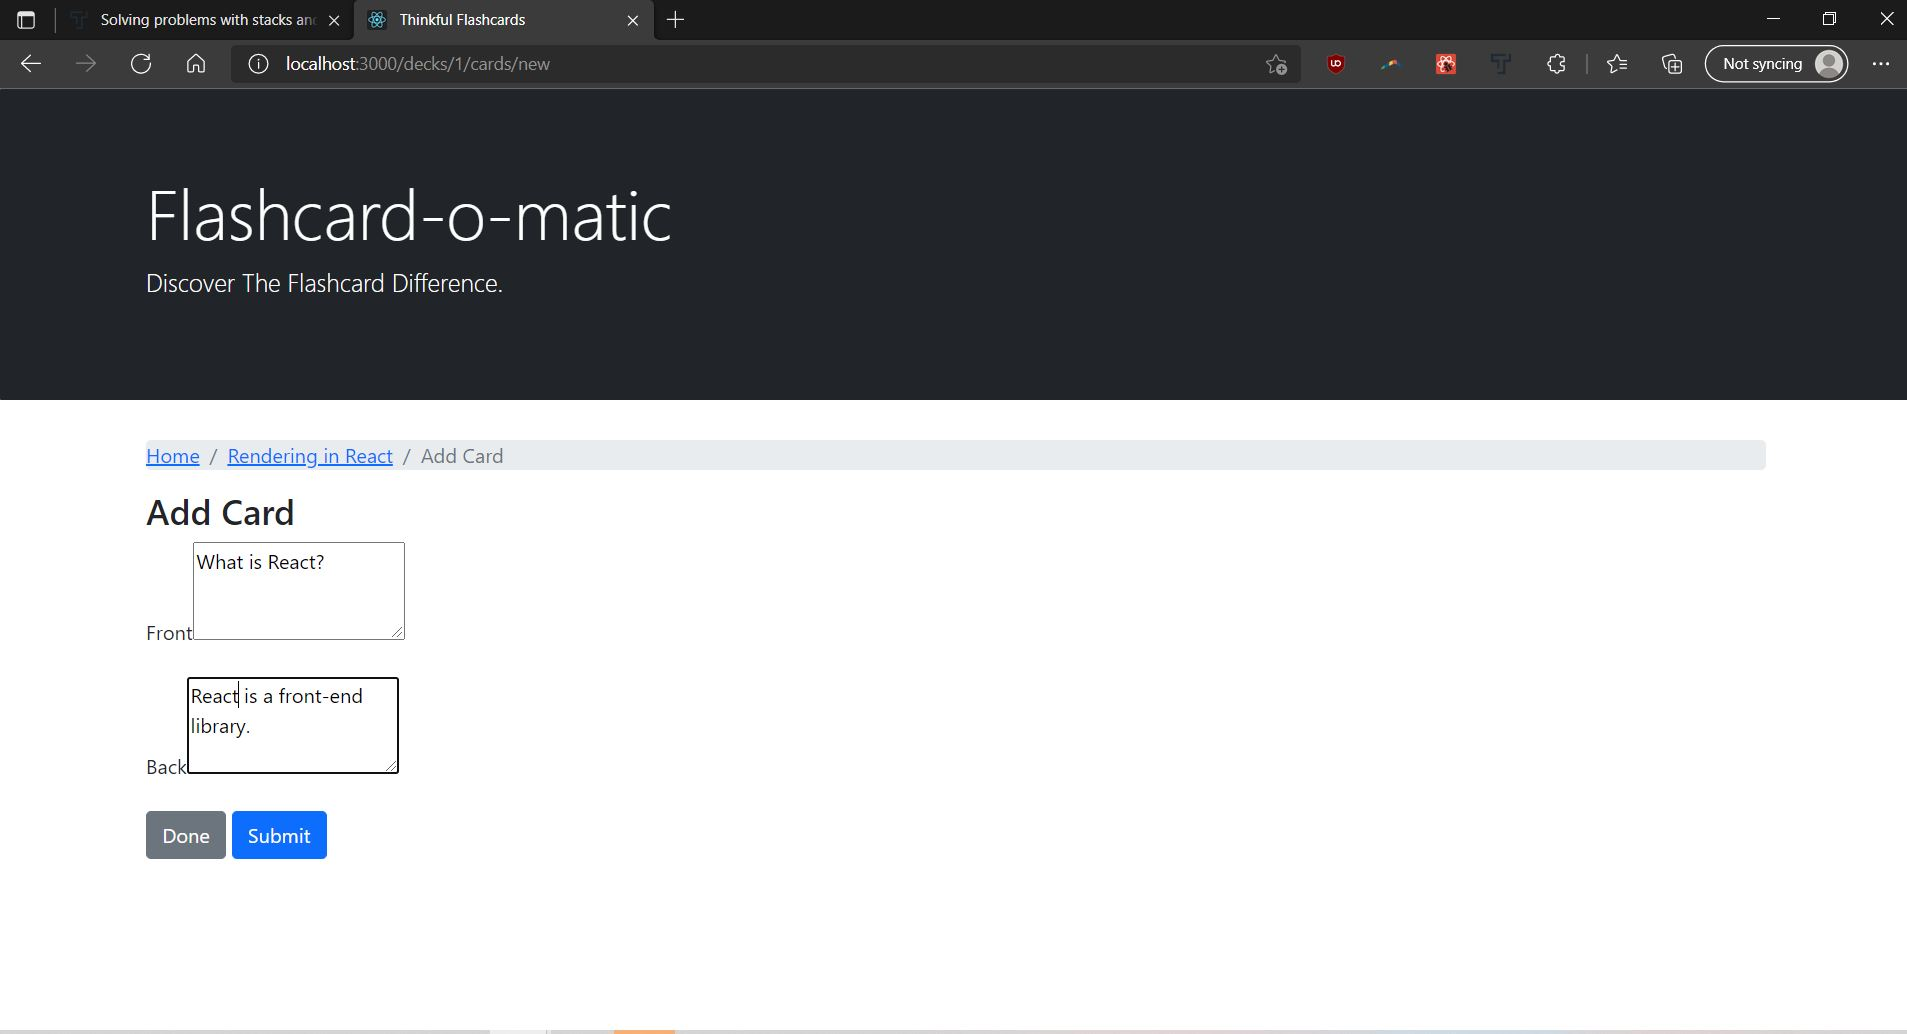 Solving problems with stacks an
Thinkful Flashcards
localhost:3000/decks/1/cards/new
Not syncing
Flashcard-o-matic
Discover The Flashcard Difference.
Home / Rendering in React / Add Card
Add Card
What is React?
Front
React is a front-end
library.
Back
Done Submit